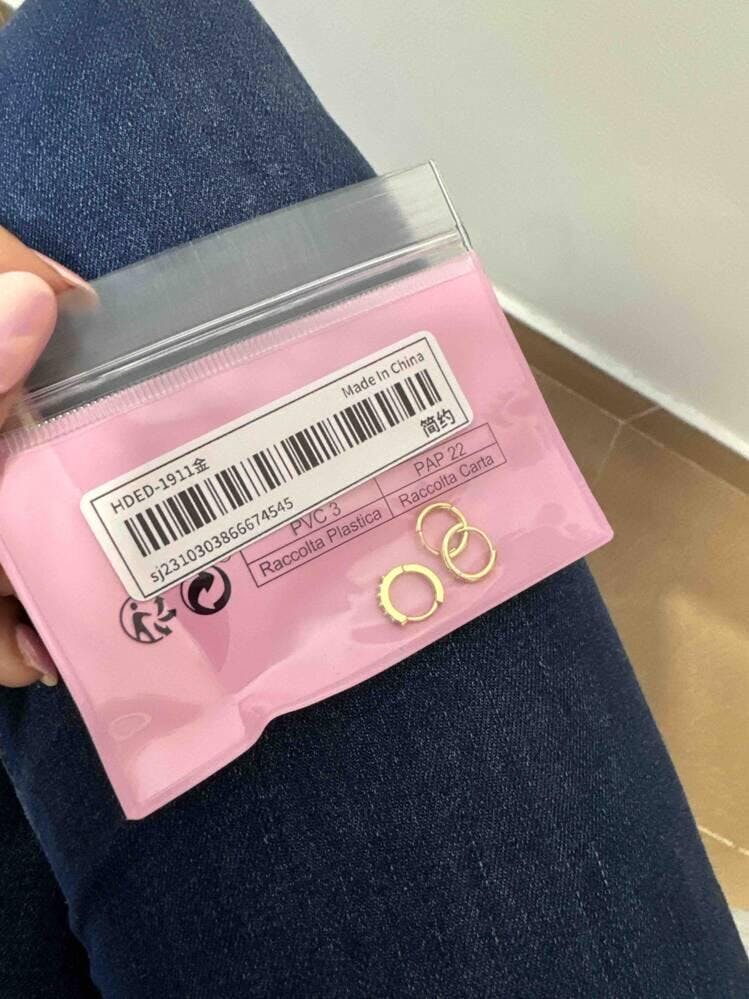 Made In China
HDED-1911金
简约
sj2310303866674545
PVC 3
PAP 22
Raccolta Plastica
Raccolta Carta